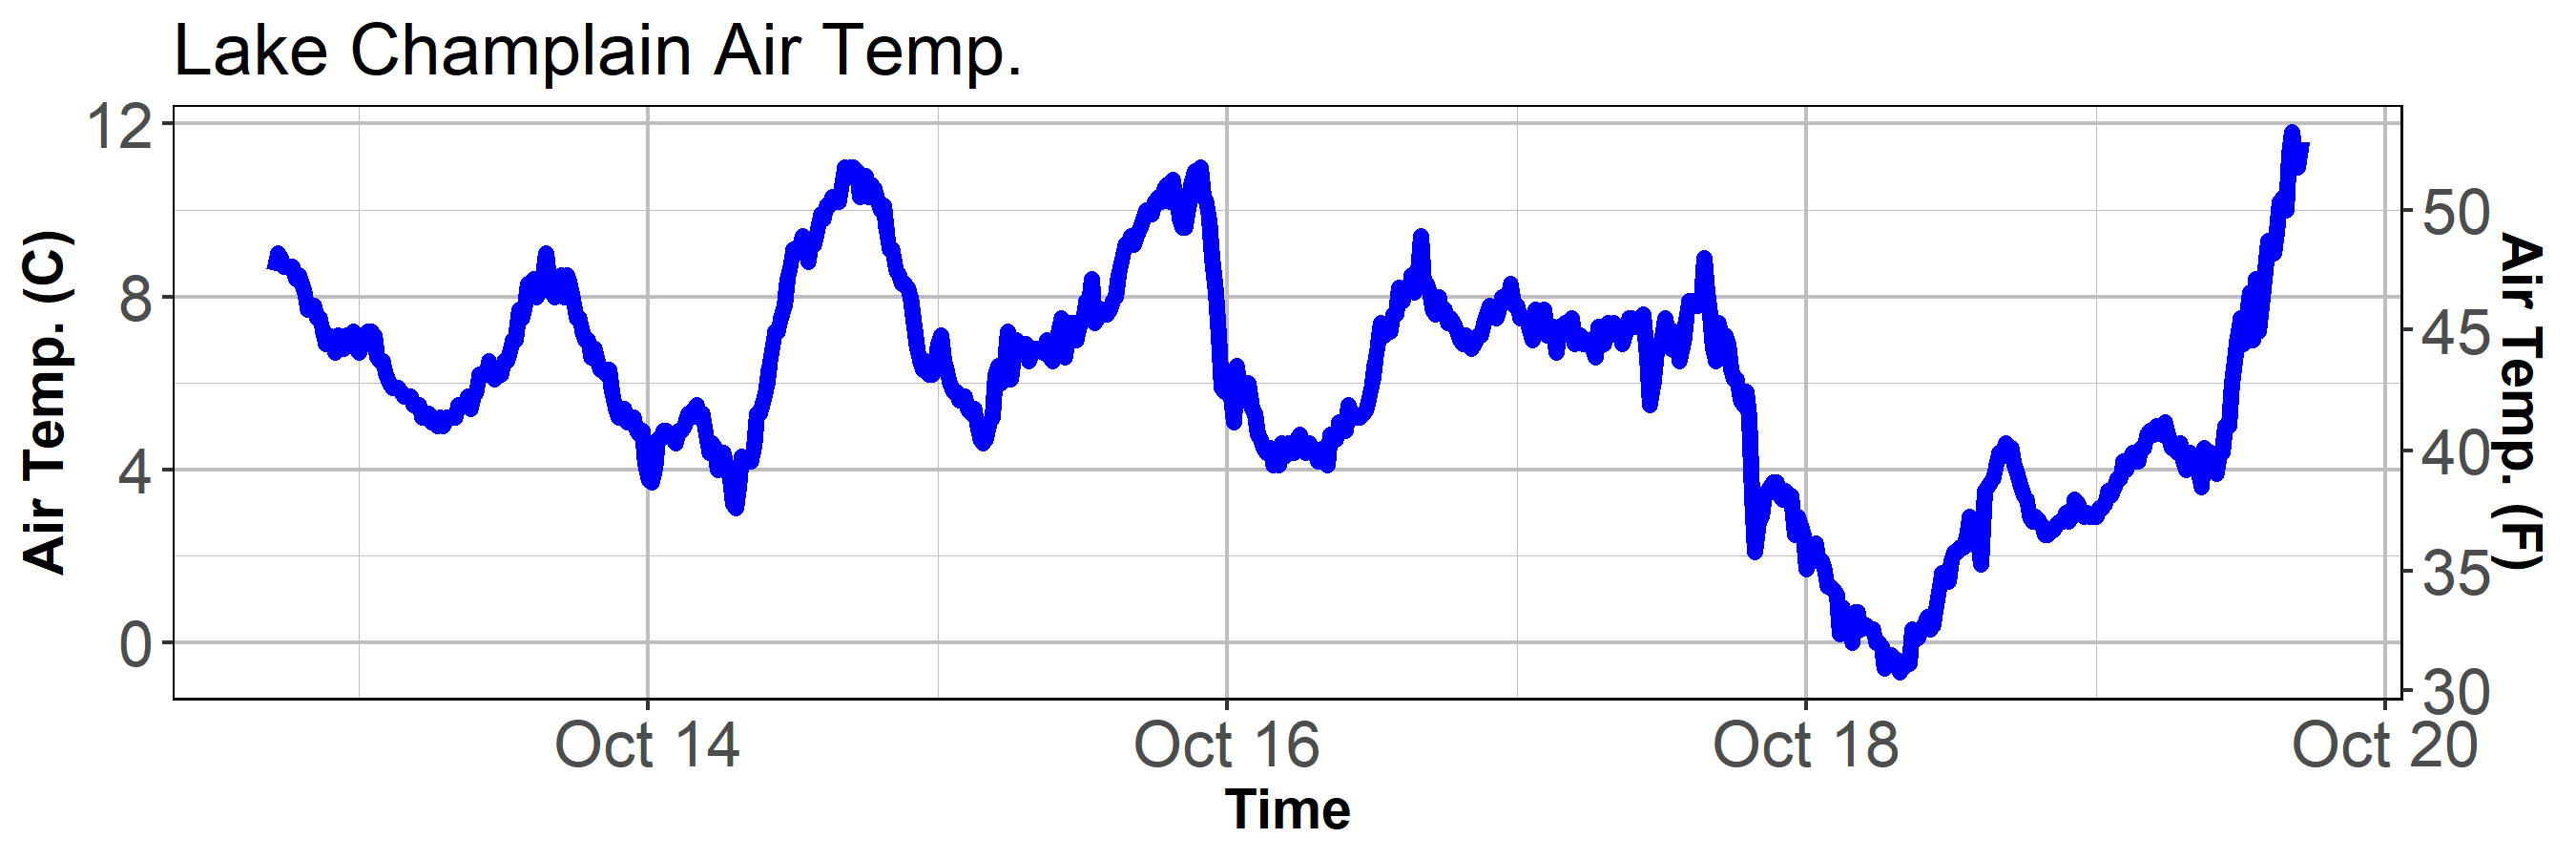 Lake Champlain Air Temp.
12
8
4
0
Air Temp. (C)
50
45
40
35
30
Air Temp. (F)
Oct 14
Oct 16
Oct 18
Oct 20
Time